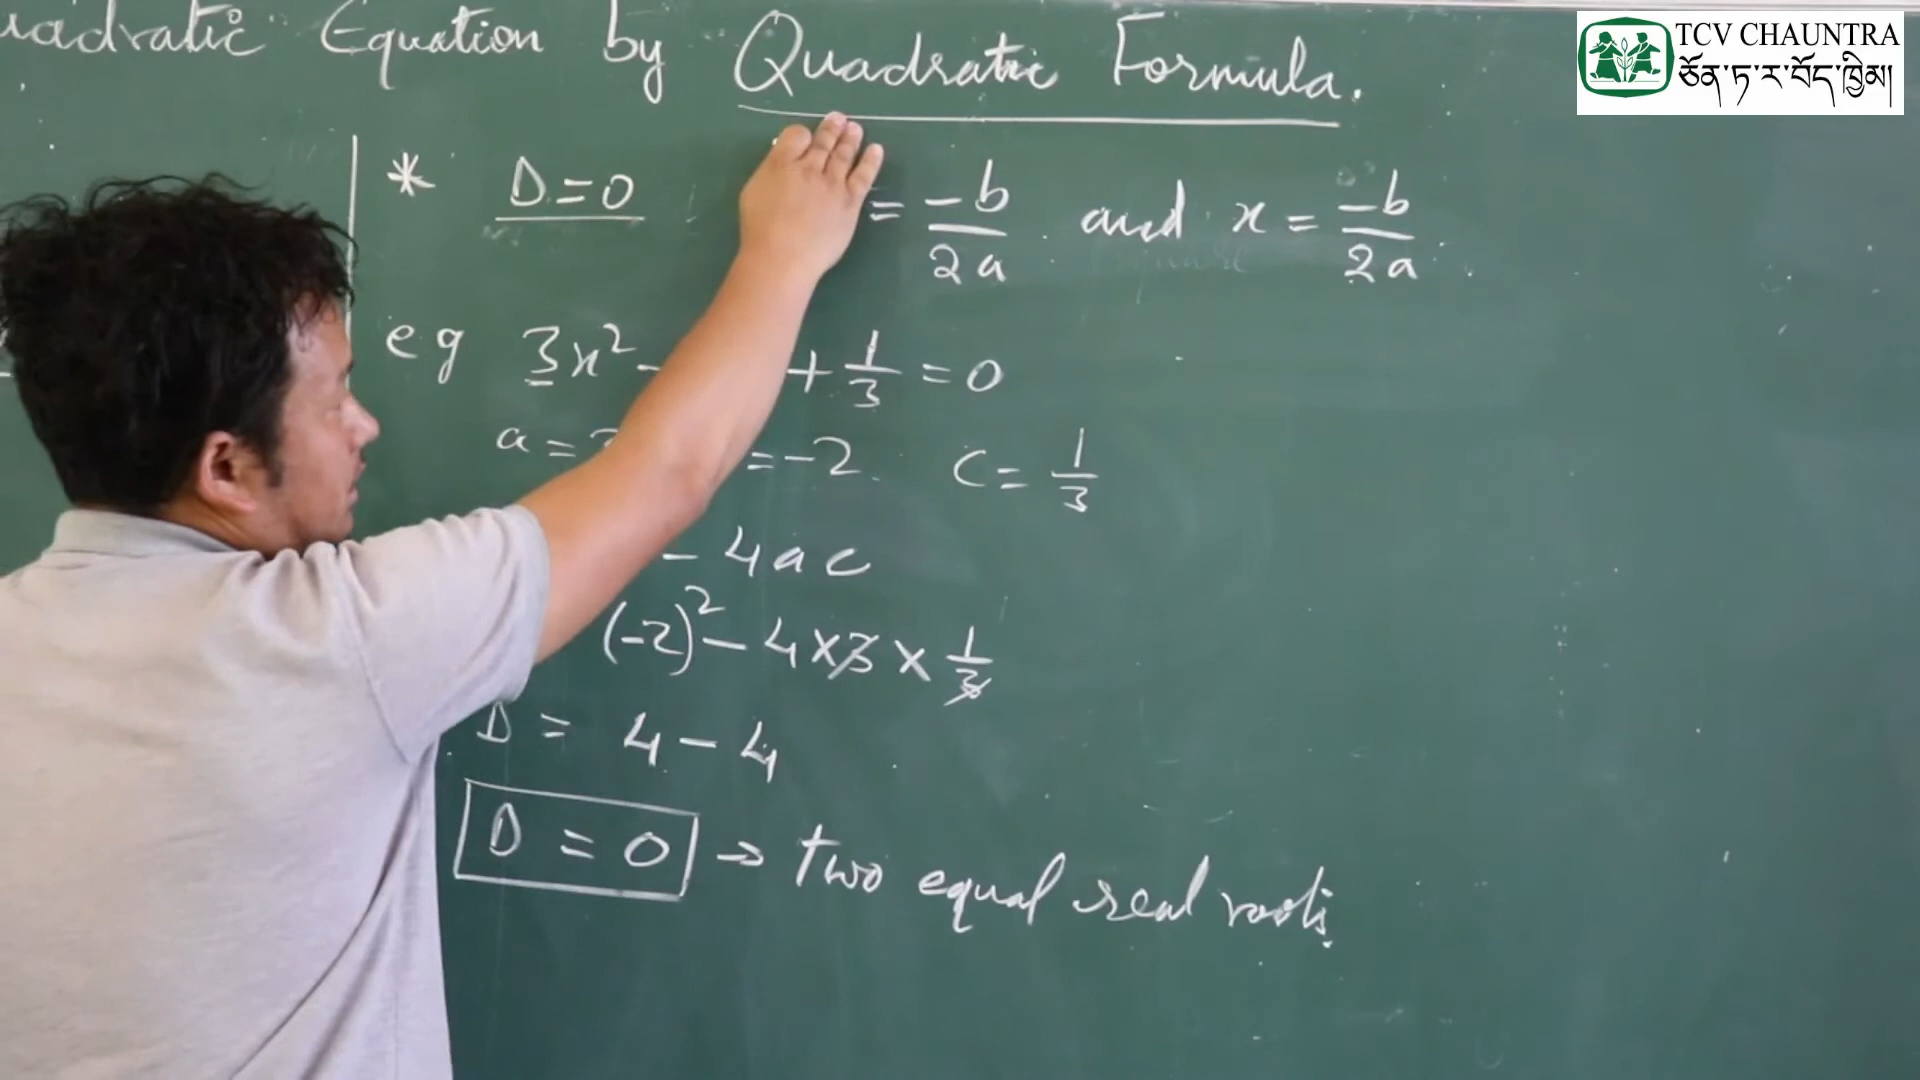 Equation by Quadratic Formula.
TCV CHAUNTRA
ཅོན་ཏ་ར་བོད་ཁྱིམ།
* D=0 = -b/2a and x = -b/2a
eg 3x² - + 1/3 = 0
a = = -2 C = 1/3
- 4ac
(-2)² - 4 × 3 × 1/3
D = 4 - 4
D = 0 → two equal real roots.